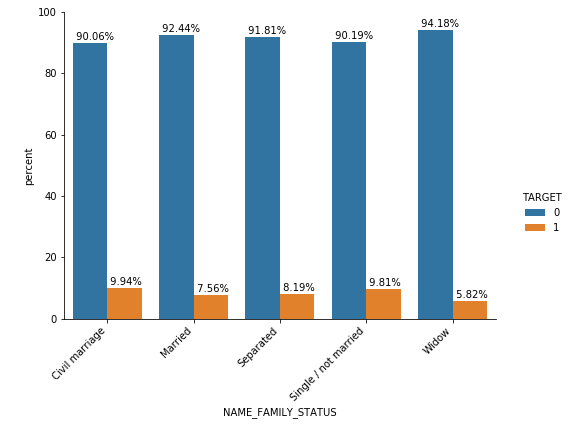 100
80
60
40
20
0
percent
90.06%
9.94%
92.44%
7.56%
91.81%
8.19%
90.19%
9.81%
94.18%
5.82%
Civil marriage
Married
Separated
Single / not married
Widow
NAME_FAMILY_STATUS
TARGET
0
1